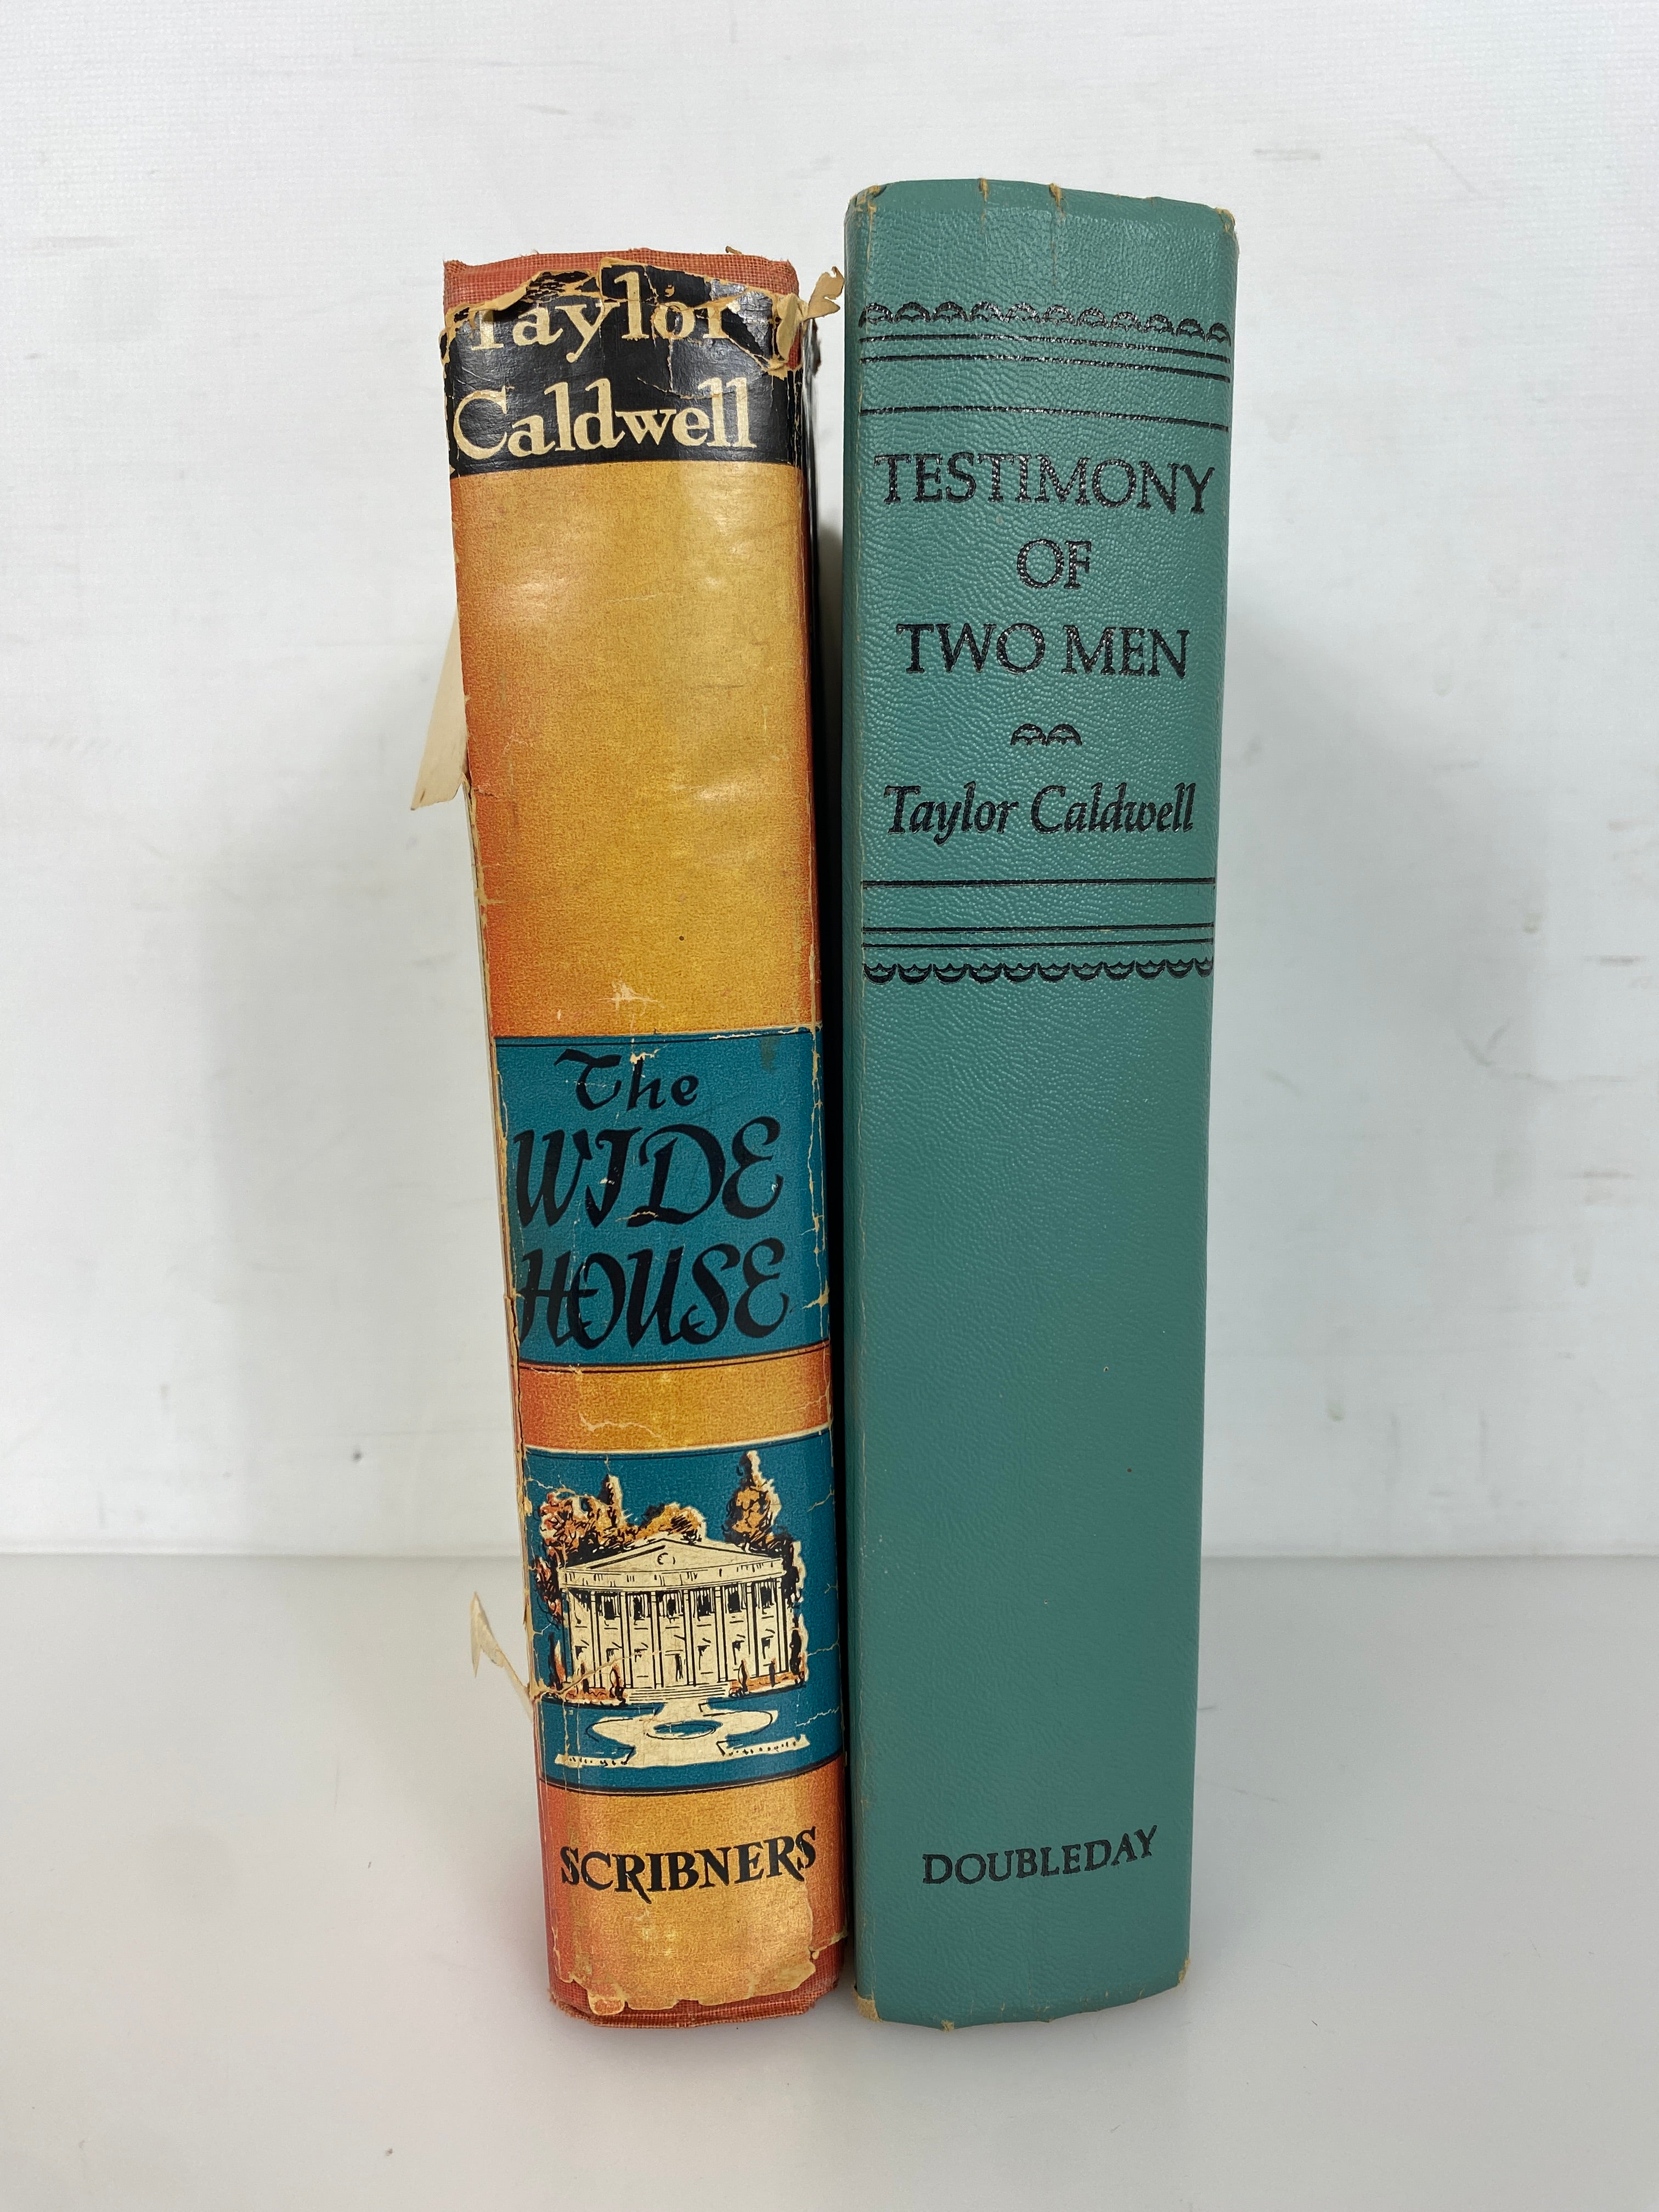 Taylor
Caldwell
The
WIDE
HOUSE
SCRIBNERS
TESTIMONY
OF
TWO MEN
Taylor Caldwell
DOUBLEDAY